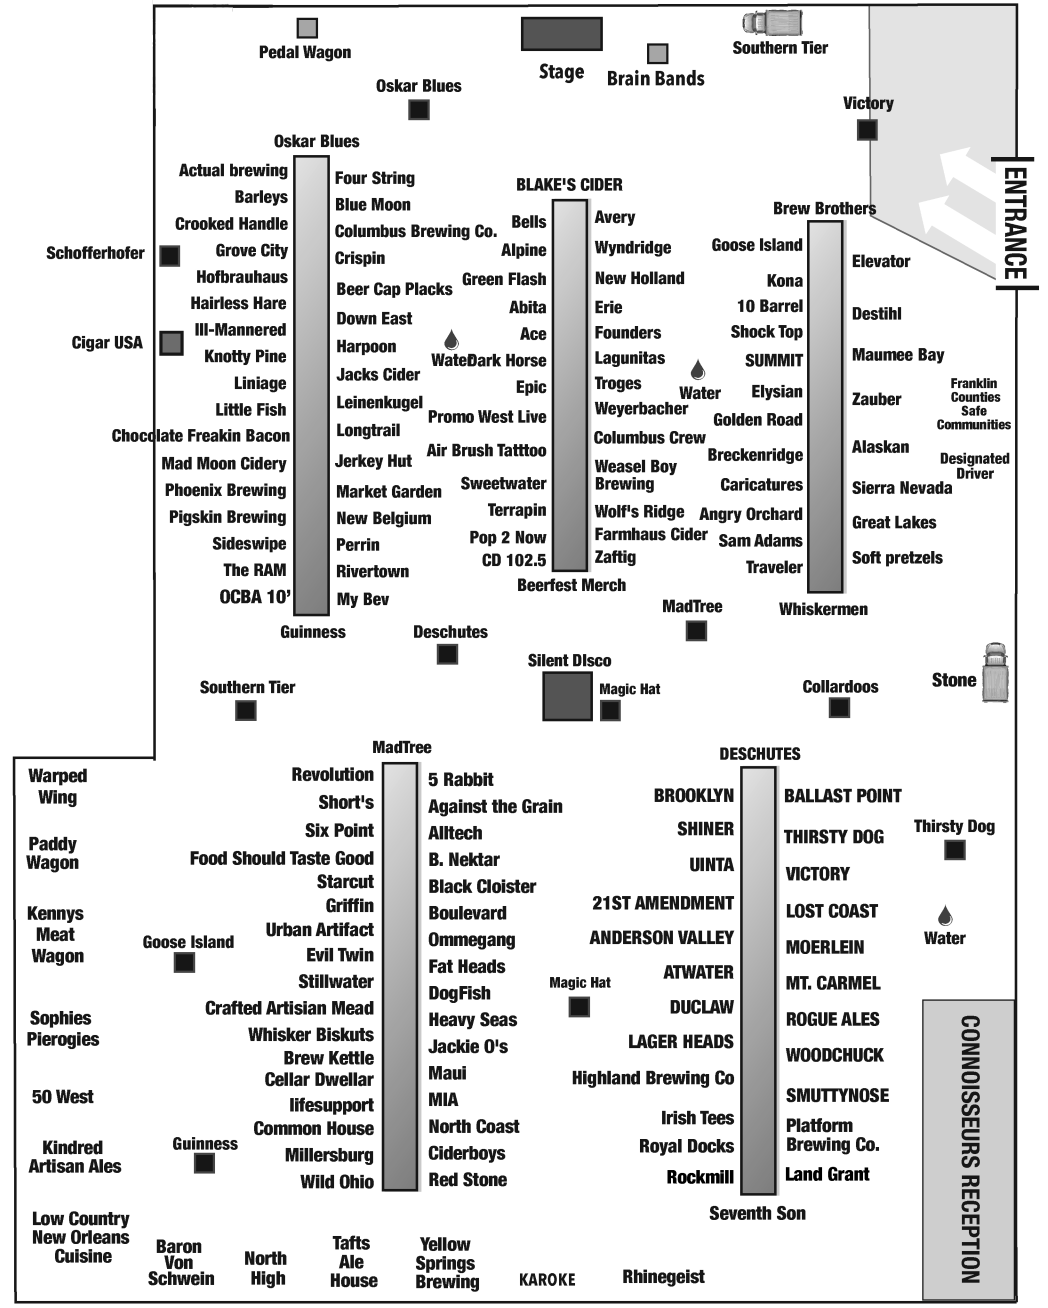 Pedal Wagon
Stage
Brain Bands
Southern Tier
Oskar Blues
Victory
ENTRANCE
Oskar Blues
Actual brewing
Barleys
Crooked Handle
Grove City
Hofbrauhaus
Hairless Hare
Ill-Mannered
Knotty Pine
Liniage
Little Fish
Chocolate Freakin Bacon
Mad Moon Cidery
Phoenix Brewing
Pigskin Brewing
Sideswipe
The RAM
OCBA 10’
Four String
Blue Moon
Columbus Brewing Co.
Crispin
Beer Cap Placks
Down East
Harpoon
Jacks Cider
Leinenkugel
Longtrail
Jerkey Hut
Market Garden
New Belgium
Perrin
Rivertown
My Bev
Guinness
Schofferhofer
Cigar USA
Water
BLAKE'S CIDER
Bells
Alpine
Green Flash
Abita
Ace
Dark Horse
Epic
Promo West Live
Air Brush Tatttoo
Sweetwater
Terrapin
Pop 2 Now
CD 102.5
Avery
Wyndridge
New Holland
Erie
Founders
Lagunitas
Troges
Weyerbacher
Columbus Crew
Weasel Boy
Brewing
Wolf's Ridge
Farmhaus Cider
Zaftig
Beerfest Merch
Water
Brew Brothers
Goose Island
Kona
10 Barrel
Shock Top
SUMMIT
Elysian
Golden Road
Breckenridge
Caricatures
Angry Orchard
Sam Adams
Traveler
Elevator
Destihl
Maumee Bay
Zauber
Alaskan
Sierra Nevada
Great Lakes
Soft pretzels
Whiskermen
Franklin
Counties
Safe
Communities
Designated
Driver
Deschutes
MadTree
Southern Tier
Silent DIsco
Magic Hat
Collardoos
Stone
Warped
Wing
Paddy
Wagon
Kennys
Meat
Wagon
Sophies
Pierogies
50 West
Kindred
Artisan Ales
Low Country
New Orleans
Cuisine
Goose Island
Guinness
MadTree
Revolution
Short's
Six Point
Food Should Taste Good
Starcut
Griffin
Urban Artifact
Evil Twin
Stillwater
Crafted Artisian Mead
Whisker Biskuts
Brew Kettle
Cellar Dwellar
lifesupport
Common House
Millersburg
Wild Ohio
5 Rabbit
Against the Grain
Alltech
B. Nektar
Black Cloister
Boulevard
Ommegang
Fat Heads
DogFish
Heavy Seas
Jackie O's
Maui
MIA
North Coast
Ciderboys
Red Stone
Magic Hat
DESCHUTES
BROOKLYN
SHINER
UINTA
21ST AMENDMENT
ANDERSON VALLEY
ATWATER
DUCLAW
LAGER HEADS
Highland Brewing Co
Irish Tees
Royal Docks
Rockmill
BALLAST POINT
THIRSTY DOG
VICTORY
LOST COAST
MOERLEIN
MT. CARMEL
ROGUE ALES
WOODCHUCK
SMUTTYNOSE
Platform
Brewing Co.
Land Grant
Seventh Son
Thirsty Dog
Water
CONNOISSEURS RECEPTION
Baron
Von
Schwein
North
High
Tafts
Ale
House
Yellow
Springs
Brewing
KAROKE
Rhinegeist